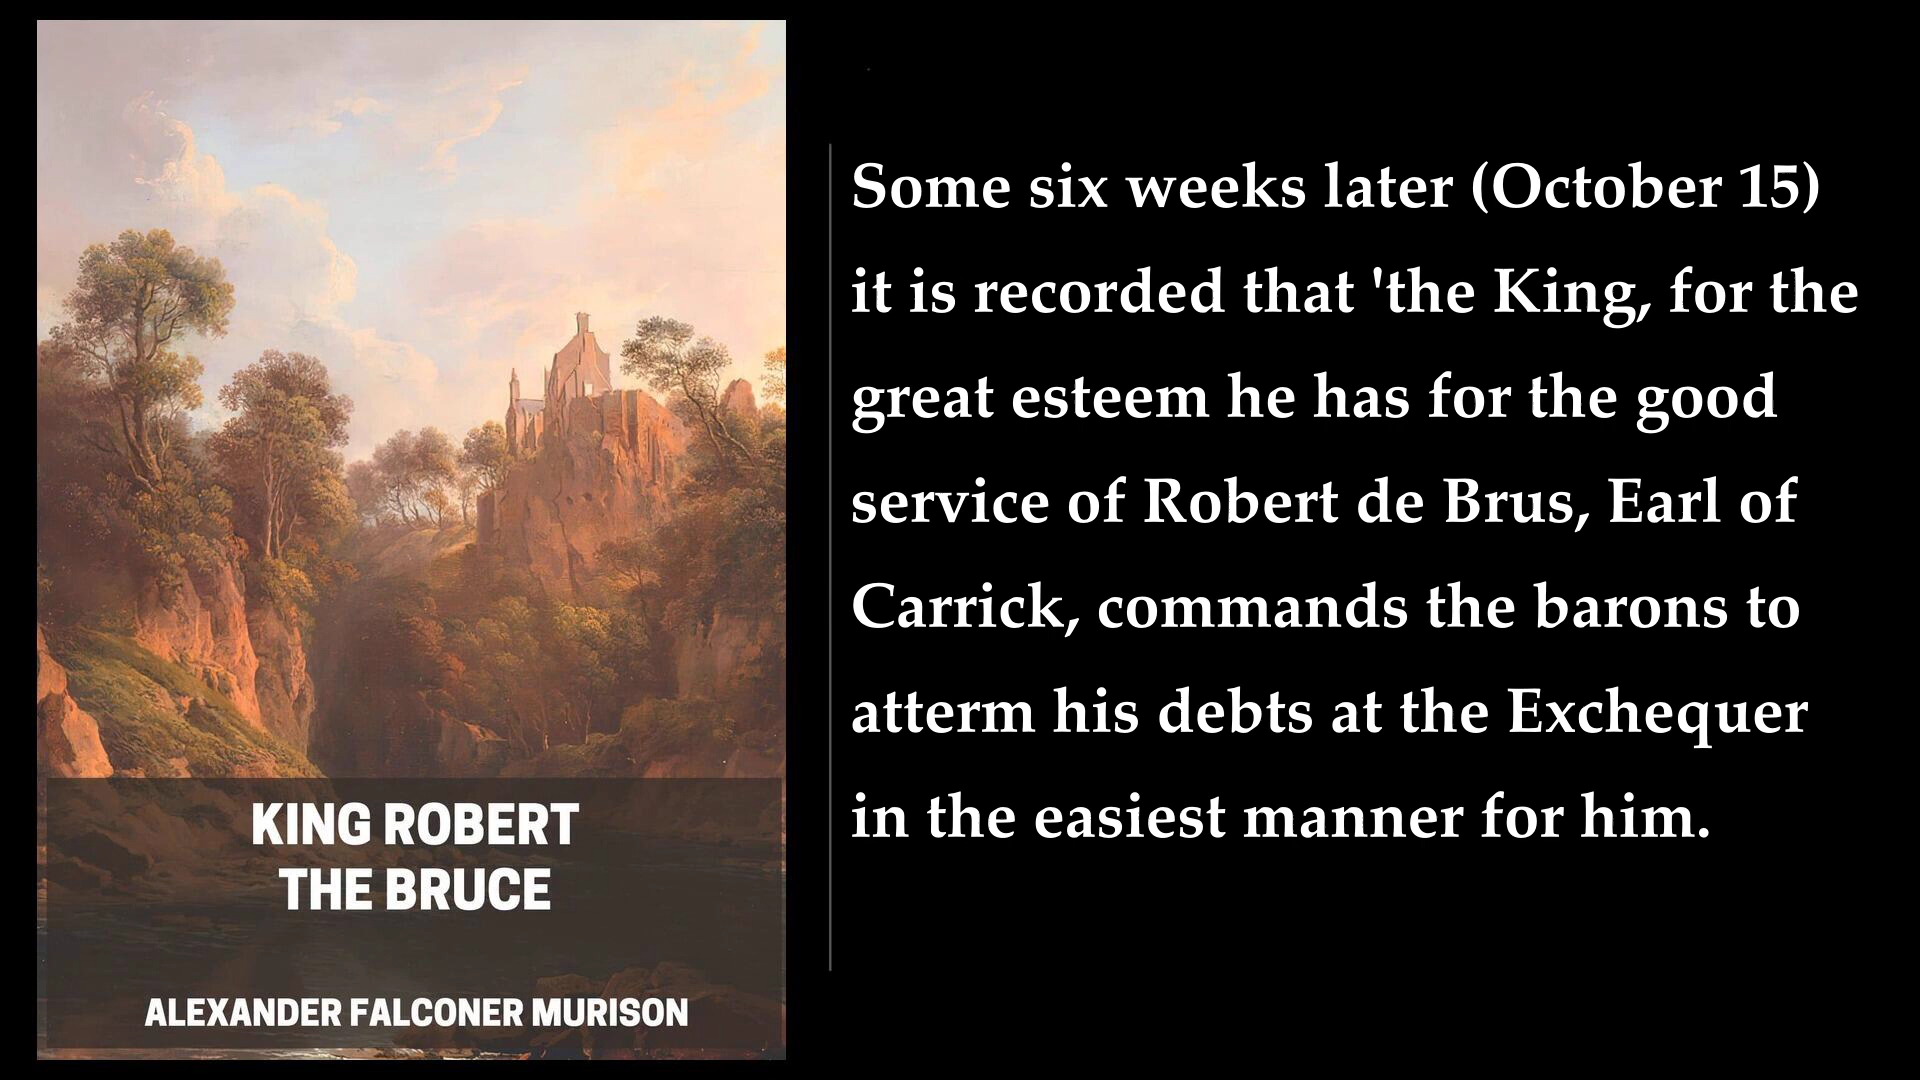 KING ROBERT
THE BRUCE
ALEXANDER FALCONER MURISON
Some six weeks later (October 15)
it is recorded that 'the King, for the
great esteem he has for the good
service of Robert de Brus, Earl of
Carrick, commands the barons to
atterm his debts at the Exchequer
in the easiest manner for him.